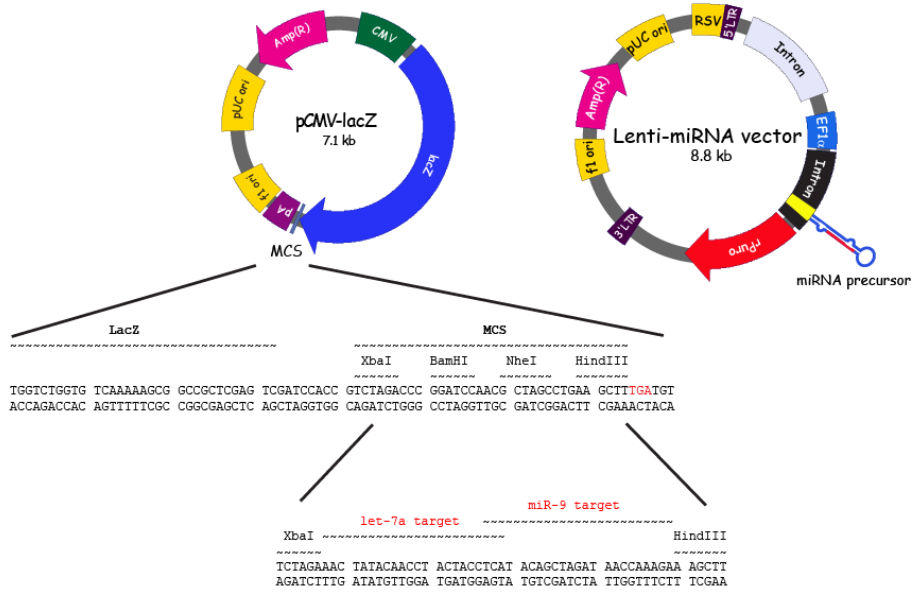 Amp(R)
CMV
pUC ori
lacZ
f1 ori
pA
pCMV-lacZ
7.1 kb
MCS
RSV
5'LTR
pUC ori
Intron
Amp(R)
EF1α
f1 ori
Intron
3'LTR
rPuro
Lenti-miRNA vector
8.8 kb
miRNA precursor
LacZ MCS
~~~~~~~~~~~~~~~~~~~~~~~~~~~~~~~~~~~~ ~~~~~~~~~~~~~~~~~~~~~~~~~~~~~~~~~
XbaI BamHI NheI HindIII
~~~~~~ ~~~~~~ ~~~~~~~ ~~~~~~~
TGGTCTGGTG TCAAAAAGCG GCCGCTCGAG TCGATCCACC GTCTAGACCC GGATCCAACG CTAGCCTGAA GCTTTGATGT
ACCAGACCAC AGTTTTTCGC CGGCGAGCTC AGCTAGGTGG CAGATCTGGG CCTAGGTTGC GATCGGACTT CGAAACTACA
miR-9 target
let-7a target ~~~~~~~~~~~~~~~~~~~~~~~~~~
XbaI ~~~~~~~~~~~~~~~~~~~~~~~~~ HindIII
~~~~~~ ~~~~~~~
TCTAGAAAC TATACAACCT ACTACCTCAT ACAGCTAGAT AACCAAAGAA AGCTT
AGATCTTTG ATATGTTGGA TGATGGAGTA TGTCGATCTA TTGGTTTCTT TCGAA